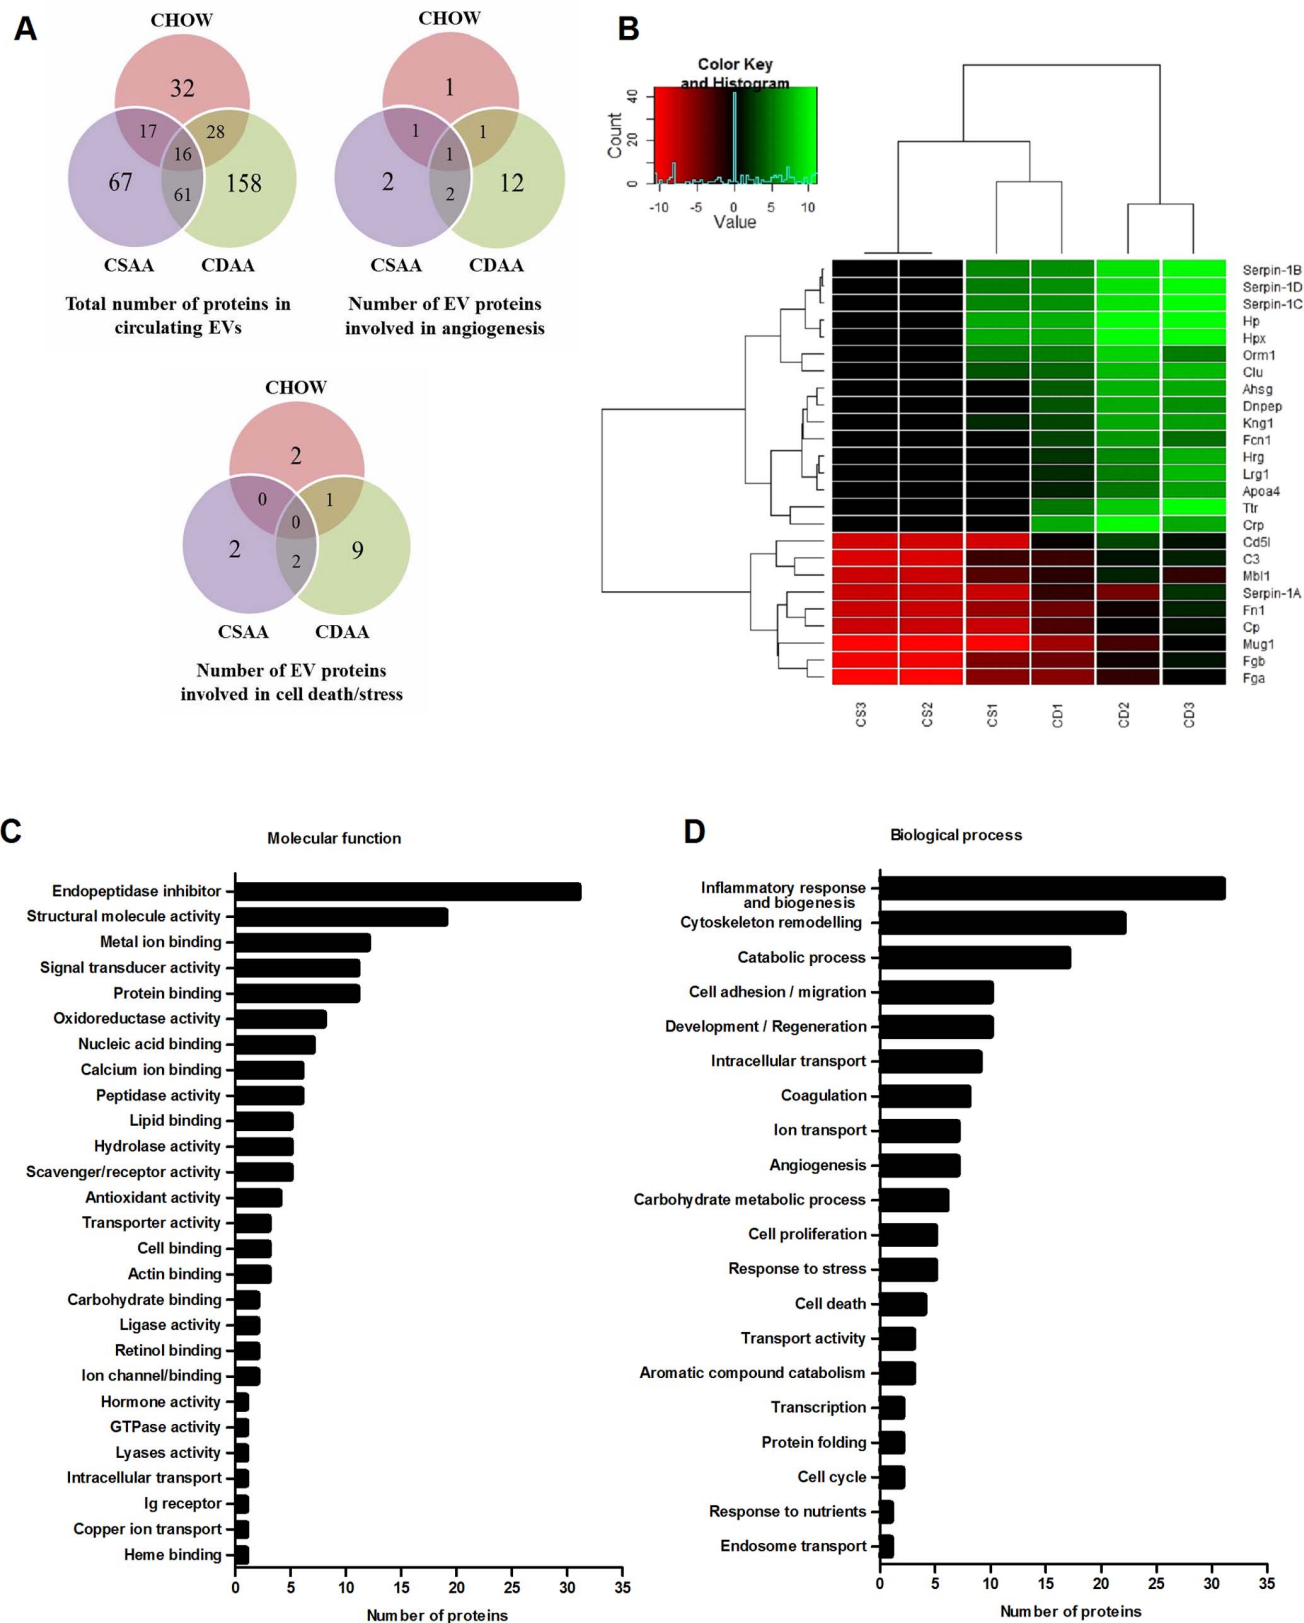 A
CHOW
32
17
28
16
67
61
158
CSAA
CDAA
Total number of proteins in
circulating EVs
CHOW
1
1
1
1
2
2
12
CSAA
CDAA
Number of EV proteins
involved in angiogenesis
CHOW
2
0
1
0
2
2
9
CSAA
CDAA
Number of EV proteins
involved in cell death/stress
B
Color Key
and Histogram
Count
0
20
40
-10
-5
0
5
10
Value
Serpin-1B
Serpin-1D
Serpin-1C
Hp
Hpx
Orm1
Clu
Ahsg
Dnpep
Kng1
Fcn1
Hrg
Lrg1
Apoa4
Ttr
Crp
Cd5l
C3
Mbl1
Serpin-1A
Fn1
Cp
Mug1
Fgb
Fga
CS3
CS2
CS1
CD1
CD2
CD3
C
Molecular function
Endopeptidase inhibitor
Structural molecule activity
Metal ion binding
Signal transducer activity
Protein binding
Oxidoreductase activity
Nucleic acid binding
Calcium ion binding
Peptidase activity
Lipid binding
Hydrolase activity
Scavenger/receptor activity
Antioxidant activity
Transporter activity
Cell binding
Actin binding
Carbohydrate binding
Ligase activity
Retinol binding
Ion channel/binding
Hormone activity
GTPase activity
Lyases activity
Intracellular transport
Ig receptor
Copper ion transport
Heme binding
0 5 10 15 20 25 30 35
Number of proteins
D
Biological process
Inflammatory response
and biogenesis
Cytoskeleton remodelling
Catabolic process
Cell adhesion / migration
Development / Regeneration
Intracellular transport
Coagulation
Ion transport
Angiogenesis
Carbohydrate metabolic process
Cell proliferation
Response to stress
Cell death
Transport activity
Aromatic compound catabolism
Transcription
Protein folding
Cell cycle
Response to nutrients
Endosome transport
0 5 10 15 20 25 30 35
Number of proteins